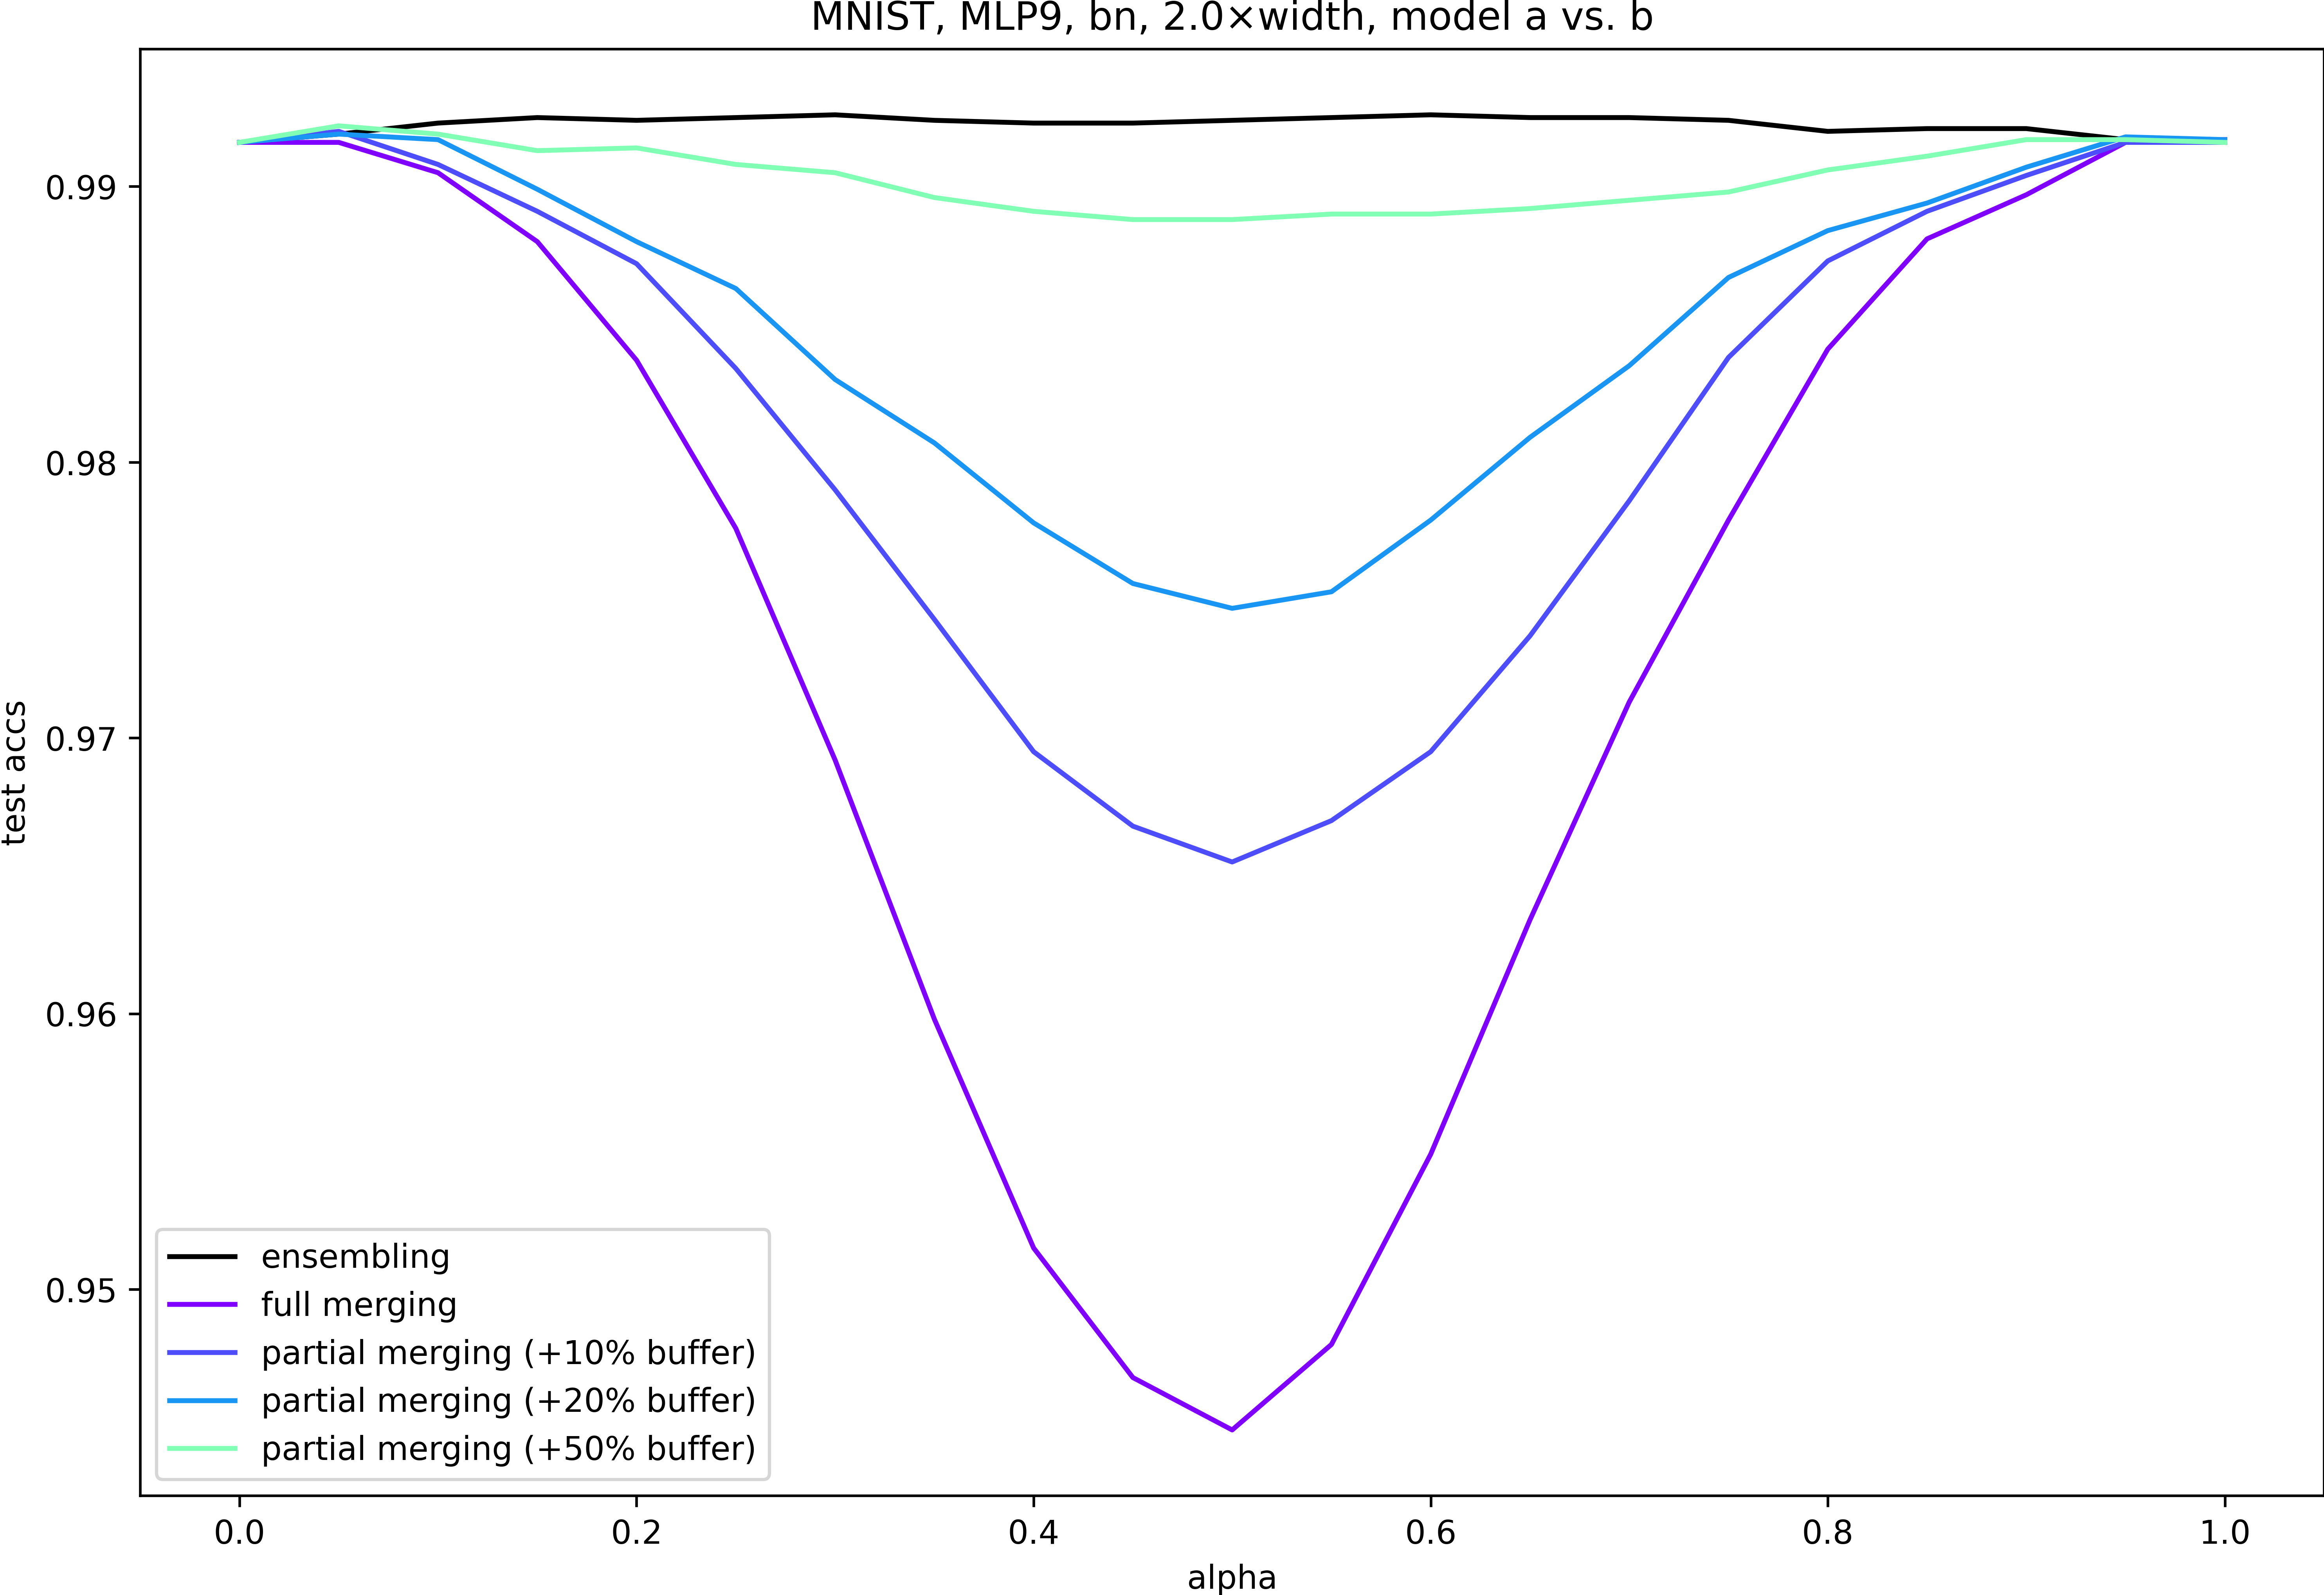 MNIST, MLP9, bn, 2.0×width, model a vs. b
0.99
0.98
0.97
0.96
0.95
test accs
ensembling
full merging
partial merging (+10% buffer)
partial merging (+20% buffer)
partial merging (+50% buffer)
0.0 0.2 0.4 0.6 0.8 1.0
alpha